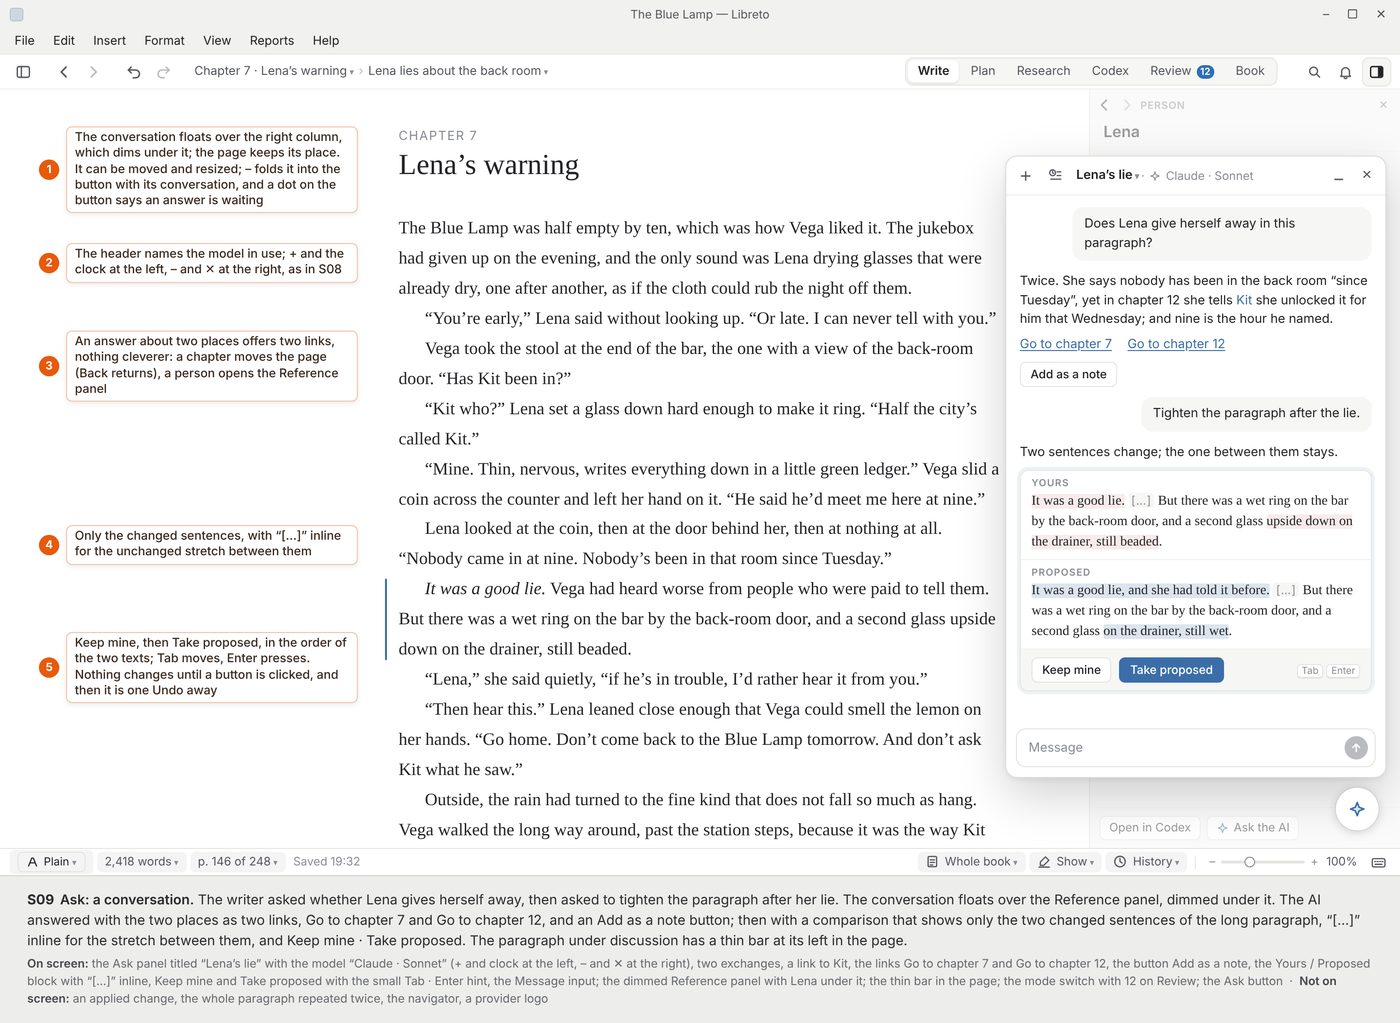 The Blue Lamp — Libreto
File Edit Insert Format View Reports Help
Chapter 7 · Lena’s warning › Lena lies about the back room
Write Plan Research Codex Review 12 Book
1
The conversation floats over the right column,
which dims under it; the page keeps its place.
It can be moved and resized; – folds it into the
button with its conversation, and a dot on the
button says an answer is waiting
2
The header names the model in use; + and the
clock at the left, – and ✕ at the right, as in S08
3
An answer about two places offers two links,
nothing cleverer: a chapter moves the page
(Back returns), a person opens the Reference
panel
4
Only the changed sentences, with “[…]” inline
for the unchanged stretch between them
5
Keep mine, then Take proposed, in the order of
the two texts; Tab moves, Enter presses.
Nothing changes until a button is clicked, and
then it is one Undo away
CHAPTER 7
Lena’s warning
The Blue Lamp was half empty by ten, which was how Vega liked it. The jukebox
had given up on the evening, and the only sound was Lena drying glasses that were
already dry, one after another, as if the cloth could rub the night off them.
“You’re early,” Lena said without looking up. “Or late. I can never tell with you.”
Vega took the stool at the end of the bar, the one with a view of the back-room
door. “Has Kit been in?”
“Kit who?” Lena set a glass down hard enough to make it ring. “Half the city’s
called Kit.”
“Mine. Thin, nervous, writes everything down in a little green ledger.” Vega slid a
coin across the counter and left her hand on it. “He said he’d meet me here at nine.”
Lena looked at the coin, then at the door behind her, then at nothing at all.
“Nobody came in at nine. Nobody’s been in that room since Tuesday.”
It was a good lie. Vega had heard worse from people who were paid to tell them.
But there was a wet ring on the bar by the back-room door, and a second glass upside
down on the drainer, still beaded.
“Lena,” she said quietly, “if he’s in trouble, I’d rather hear it from you.”
“Then hear this.” Lena leaned close enough that Vega could smell the lemon on
her hands. “Go home. Don’t come back to the Blue Lamp tomorrow. And don’t ask
Kit what he saw.”
Outside, the rain had turned to the fine kind that does not fall so much as hang.
Vega walked the long way around, past the station steps, because it was the way Kit
PERSON
Lena
Lena’s lie · Claude · Sonnet
Does Lena give herself away in this
paragraph?
Twice. She says nobody has been in the back room “since
Tuesday”, yet in chapter 12 she tells Kit she unlocked it for
him that Wednesday; and nine is the hour he named.
Go to chapter 7 Go to chapter 12
Add as a note
Tighten the paragraph after the lie.
Two sentences change; the one between them stays.
YOURS
It was a good lie. […] But there was a wet ring on the bar
by the back-room door, and a second glass upside down on
the drainer, still beaded.
PROPOSED
It was a good lie, and she had told it before. […] But there
was a wet ring on the bar by the back-room door, and a
second glass on the drainer, still wet.
Keep mine Take proposed Tab Enter
Message
Open in Codex Ask the AI
A Plain 2,418 words p. 146 of 248 Saved 19:32
Whole book Show History − + 100%
S09 Ask: a conversation. The writer asked whether Lena gives herself away, then asked to tighten the paragraph after her lie. The conversation floats over the Reference panel, dimmed under it. The AI
answered with the two places as two links, Go to chapter 7 and Go to chapter 12, and an Add as a note button; then with a comparison that shows only the two changed sentences of the long paragraph, “[…]”
inline for the stretch between them, and Keep mine · Take proposed. The paragraph under discussion has a thin bar at its left in the page.
On screen: the Ask panel titled “Lena’s lie” with the model “Claude · Sonnet” (+ and clock at the left, – and ✕ at the right), two exchanges, a link to Kit, the links Go to chapter 7 and Go to chapter 12, the button Add as a note, the Yours / Proposed
block with “[…]” inline, Keep mine and Take proposed with the small Tab · Enter hint, the Message input; the dimmed Reference panel with Lena under it; the thin bar in the page; the mode switch with 12 on Review; the Ask button · Not on
screen: an applied change, the whole paragraph repeated twice, the navigator, a provider logo